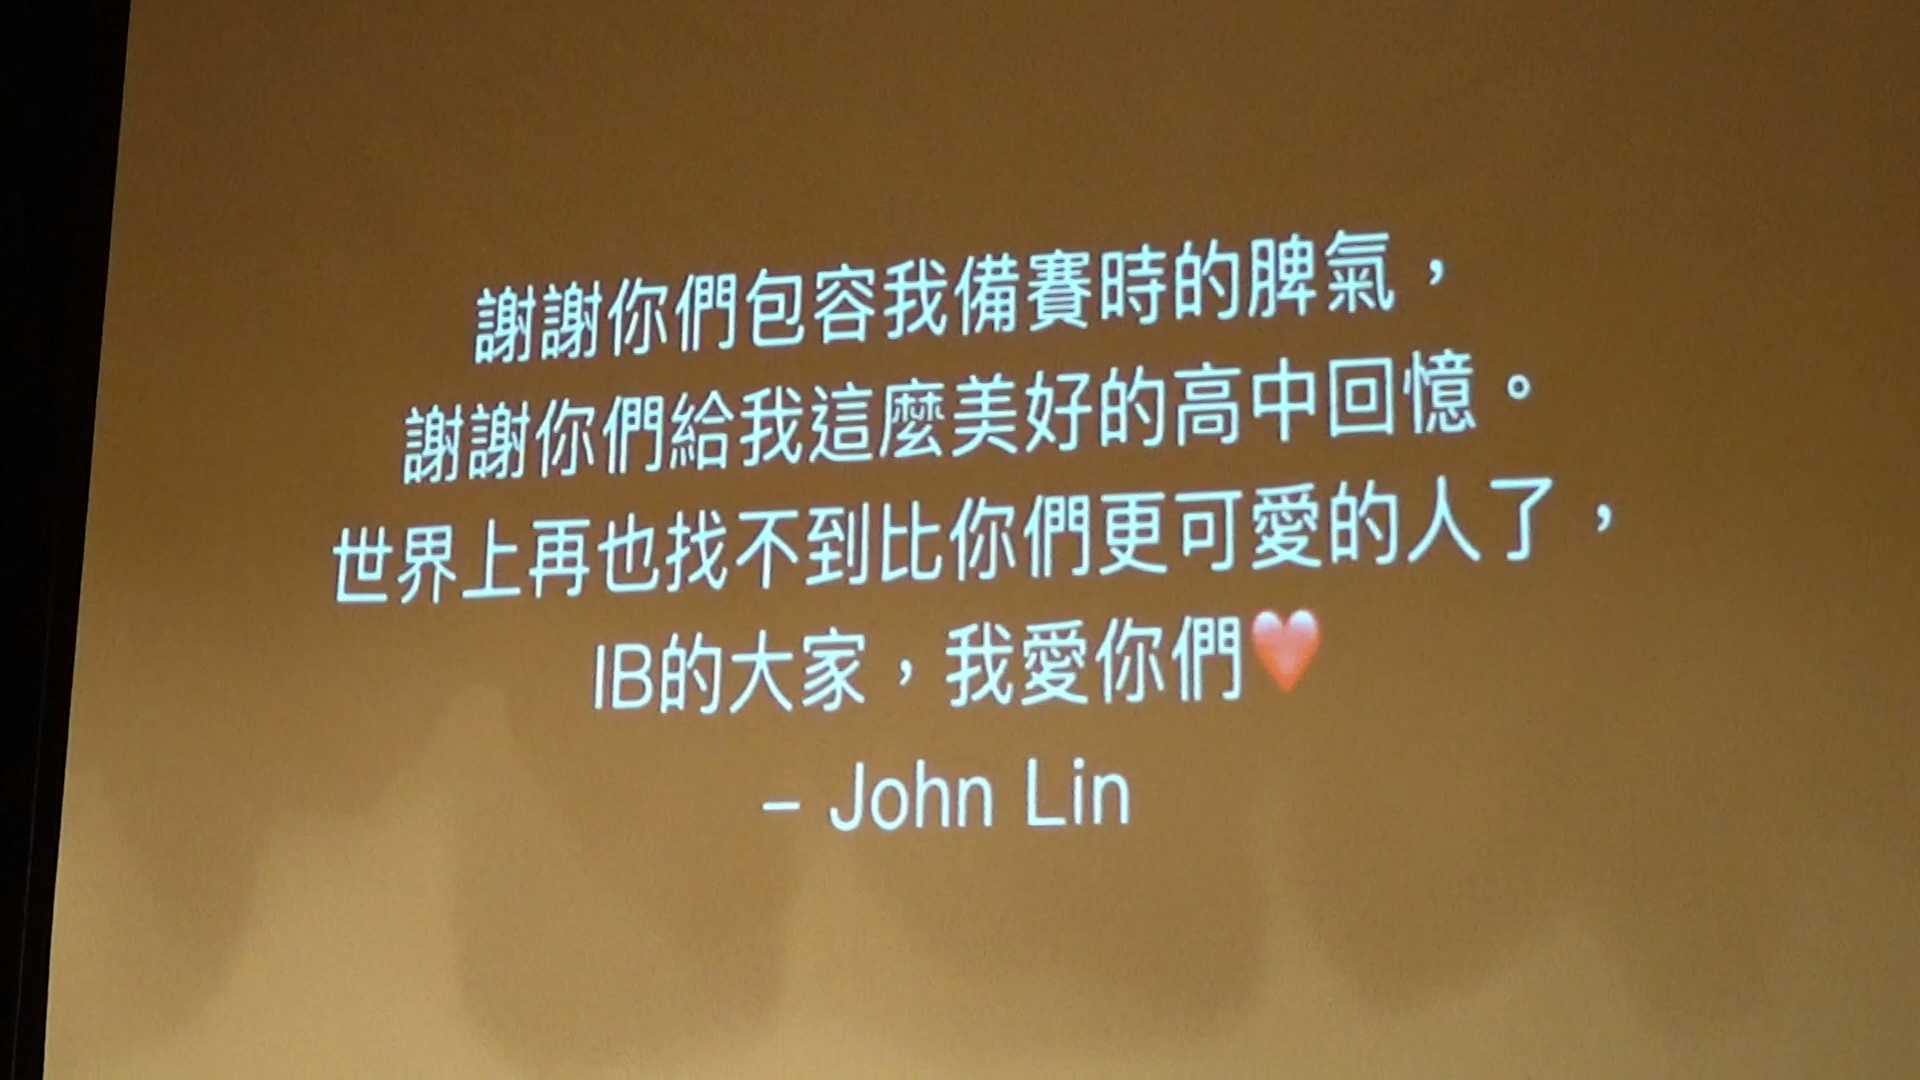 謝謝你們包容我備賽時的脾氣，
謝謝你們給我這麼美好的高中回憶。
世界上再也找不到比你們更可愛的人了，
IB的大家，我愛你們❤️
– John Lin